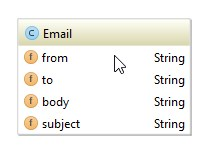 C Email
f from String
f to String
f body String
f subject String